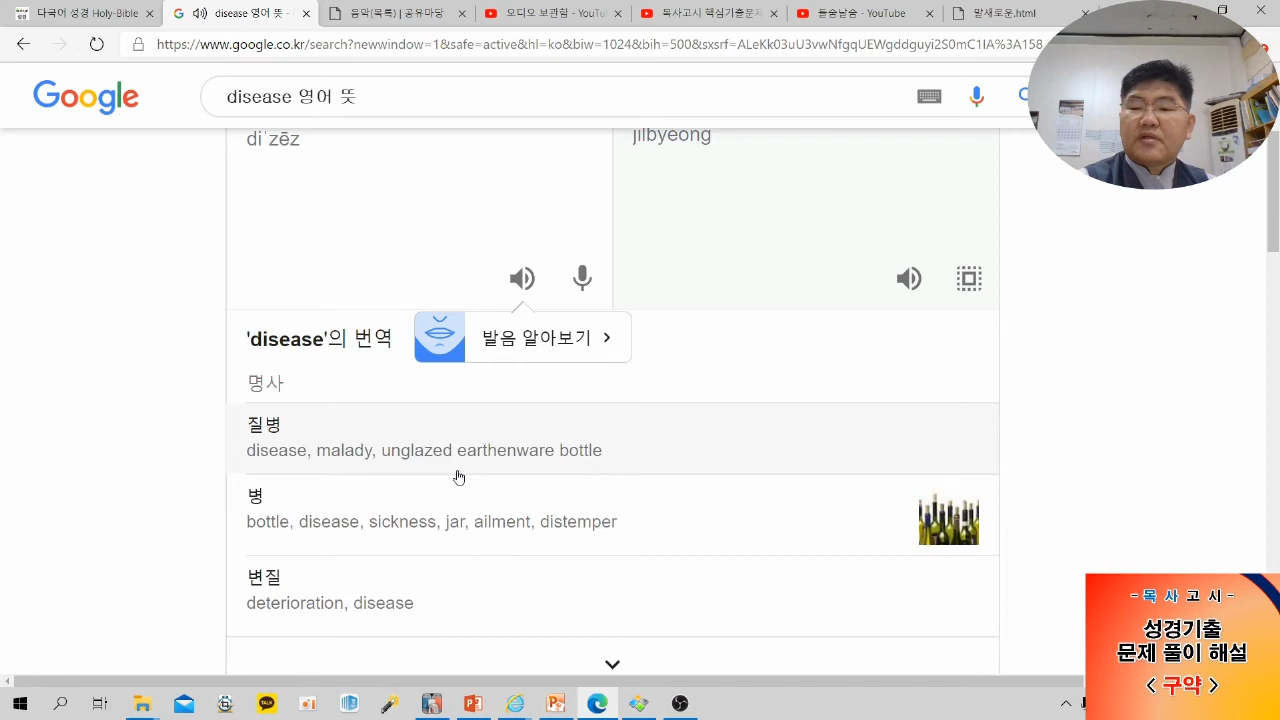 다국어 성경 Holy-Bible
disease 영어 뜻 -
음악(목록) | 공유마당
오디오 보관함 - YouTu
목사고시 핵심기출문제
들숨날숨 - YouTube
말새로운.html
https://www.google.co.kr/search?newwindow=1&safe=active&hl=ko&biw=1024&bih=500&sxsrf=ALeKk03uU3vwNfgqUEWgddguyi2S0mC1IA%3A158
Google
disease 영어 뜻
diˈzēz
jilbyeong
'disease'의 번역
발음 알아보기
명사
질병
disease, malady, unglazed earthenware bottle
병
bottle, disease, sickness, jar, ailment, distemper
변질
deterioration, disease
- 목 사 고 시 -
성경기출
문제 풀이 해설
< 구약 >
TALK